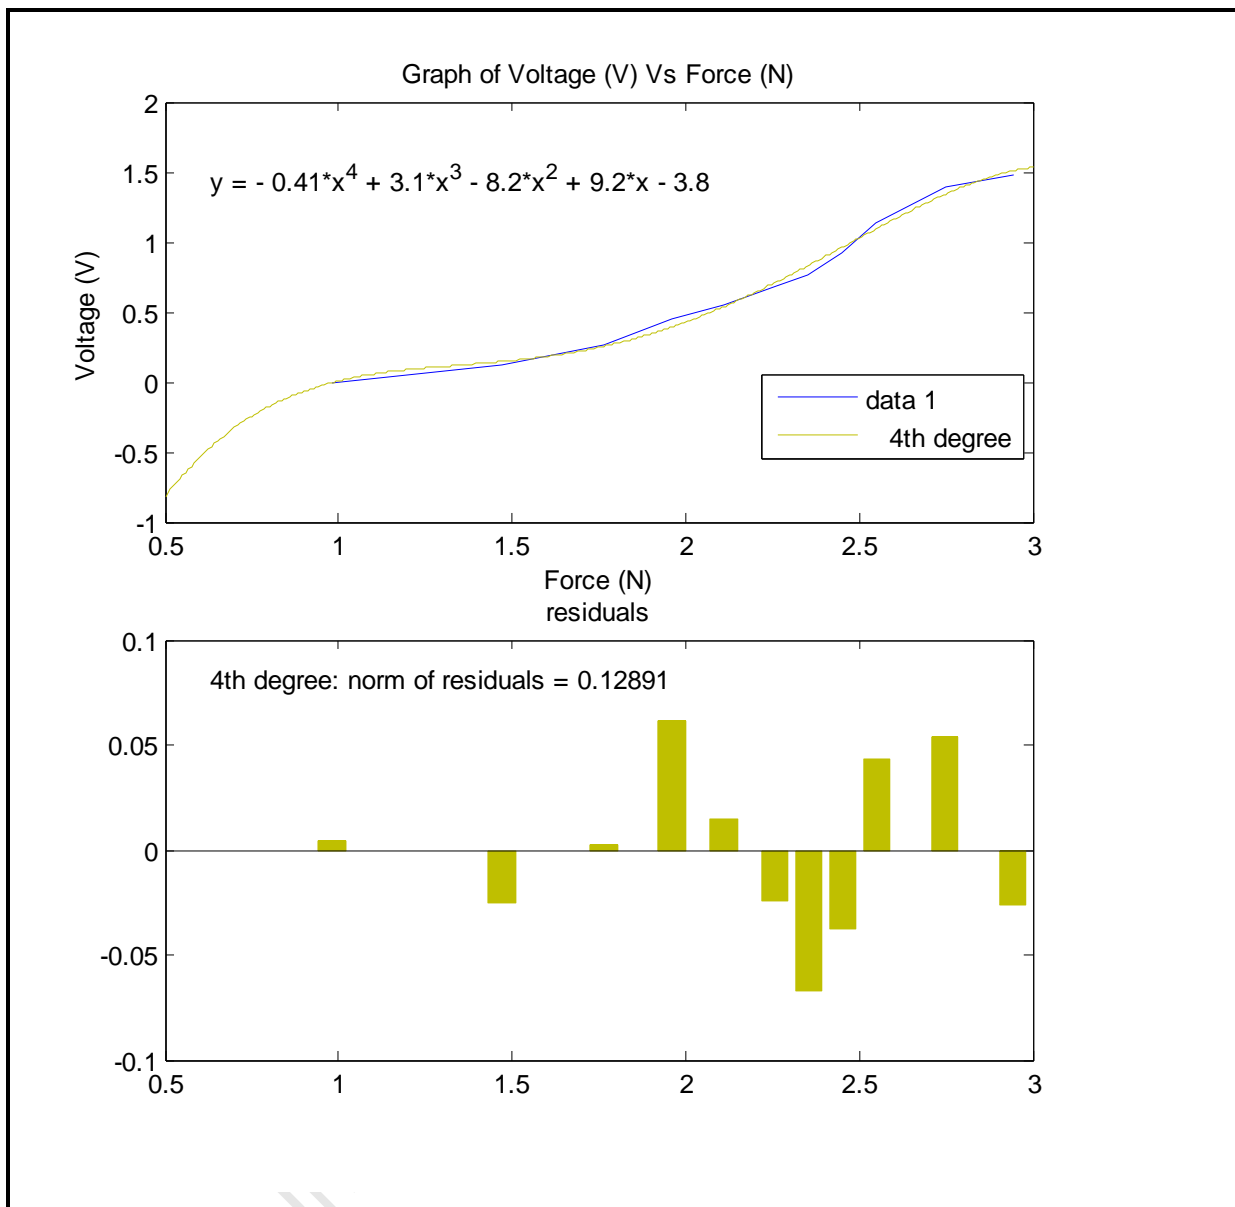 Graph of Voltage (V) Vs Force (N)
2
y = - 0.41*x^4 + 3.1*x^3 - 8.2*x^2 + 9.2*x - 3.8
1.5
1
Voltage (V)
0.5
0
data 1
4th degree
-0.5
-1
0.5 1 1.5 2 2.5 3
Force (N)
residuals
0.1
4th degree: norm of residuals = 0.12891
0.05
0
-0.05
-0.1
0.5 1 1.5 2 2.5 3